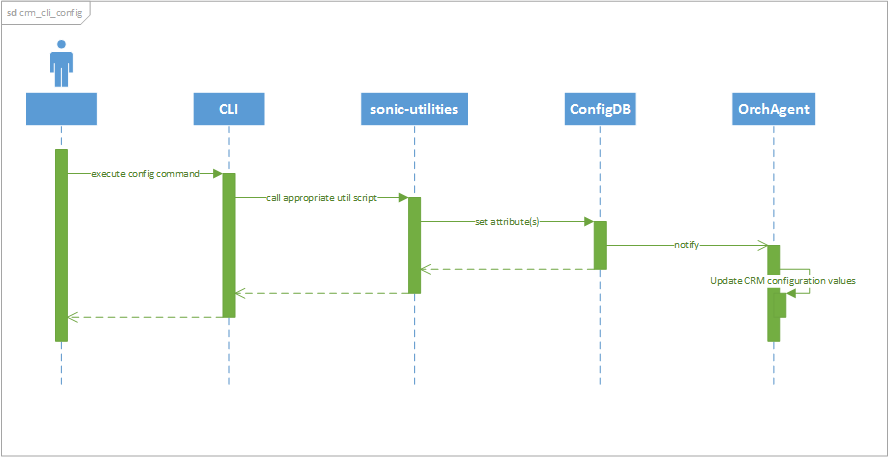 sd crm_cli_config
CLI
sonic-utilities
ConfigDB
OrchAgent
execute config command
call appropriate util script
set attribute(s)
notify
Update CRM configuration values